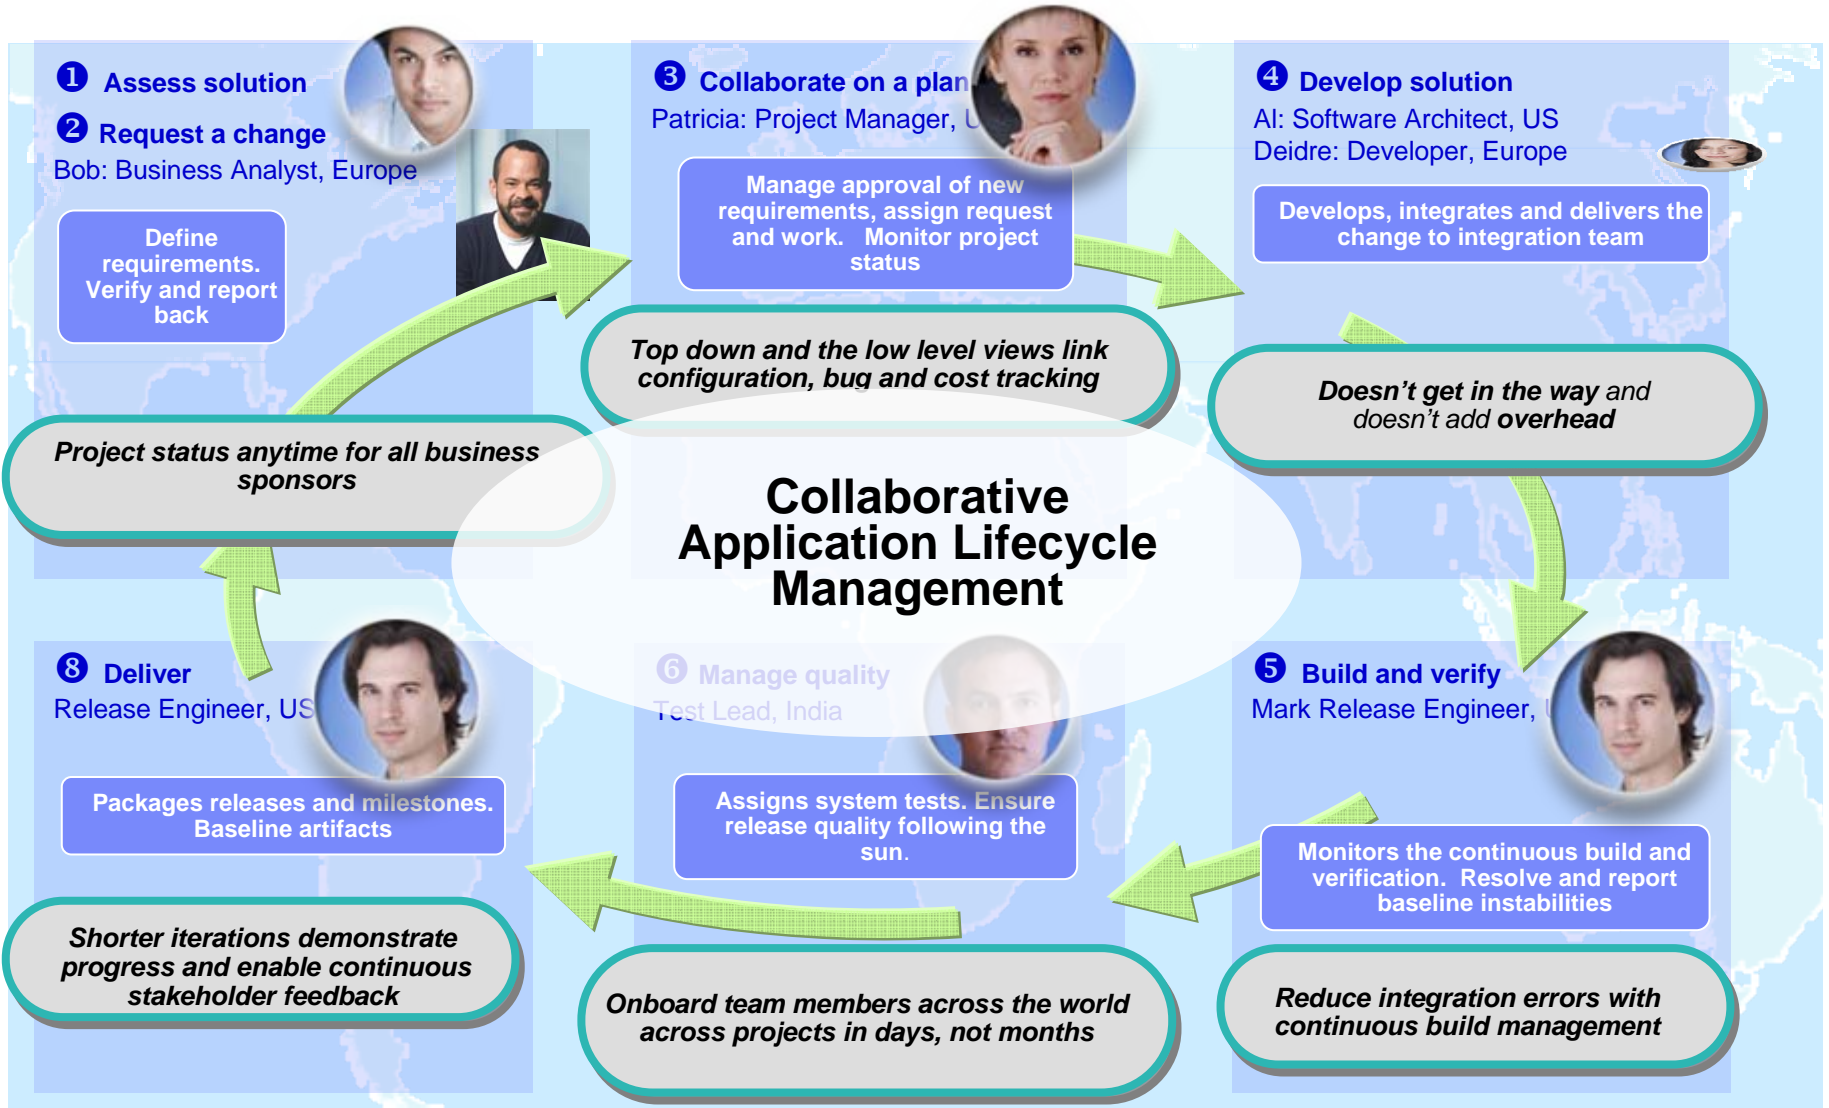 ❶ Assess solution
❷ Request a change
Bob: Business Analyst, Europe
Define
requirements.
Verify and report
back
Project status anytime for all business
sponsors
❸ Collaborate on a plan
Patricia: Project Manager,
Manage approval of new
requirements, assign request
and work. Monitor project
status
Top down and the low level views link
configuration, bug and cost tracking
❹ Develop solution
Al: Software Architect, US
Deidre: Developer, Europe
Develops, integrates and delivers the
change to integration team
Doesn't get in the way and
doesn't add overhead
Collaborative
Application Lifecycle
Management
❽ Deliver
Release Engineer, US
Packages releases and milestones.
Baseline artifacts
Shorter iterations demonstrate
progress and enable continuous
stakeholder feedback
❻ Manage quality
Test Lead, India
Assigns system tests. Ensure
release quality following the
sun.
Onboard team members across the world
across projects in days, not months
❺ Build and verify
Mark Release Engineer,
Monitors the continuous build and
verification. Resolve and report
baseline instabilities
Reduce integration errors with
continuous build management